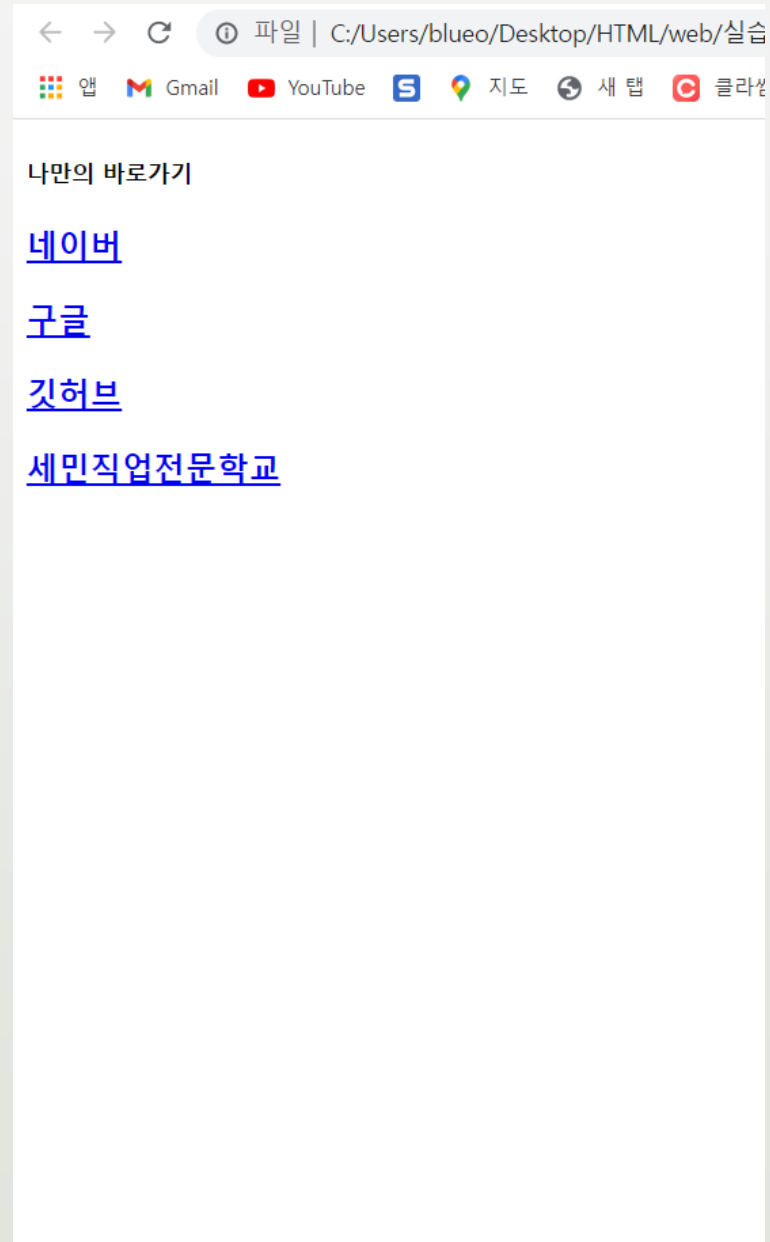 파일 | C:/Users/blueo/Desktop/HTML/web/실습
앱 Gmail YouTube S 지도 새 탭 C 클라
나만의 바로가기
네이버
구글
깃허브
세민직업전문학교